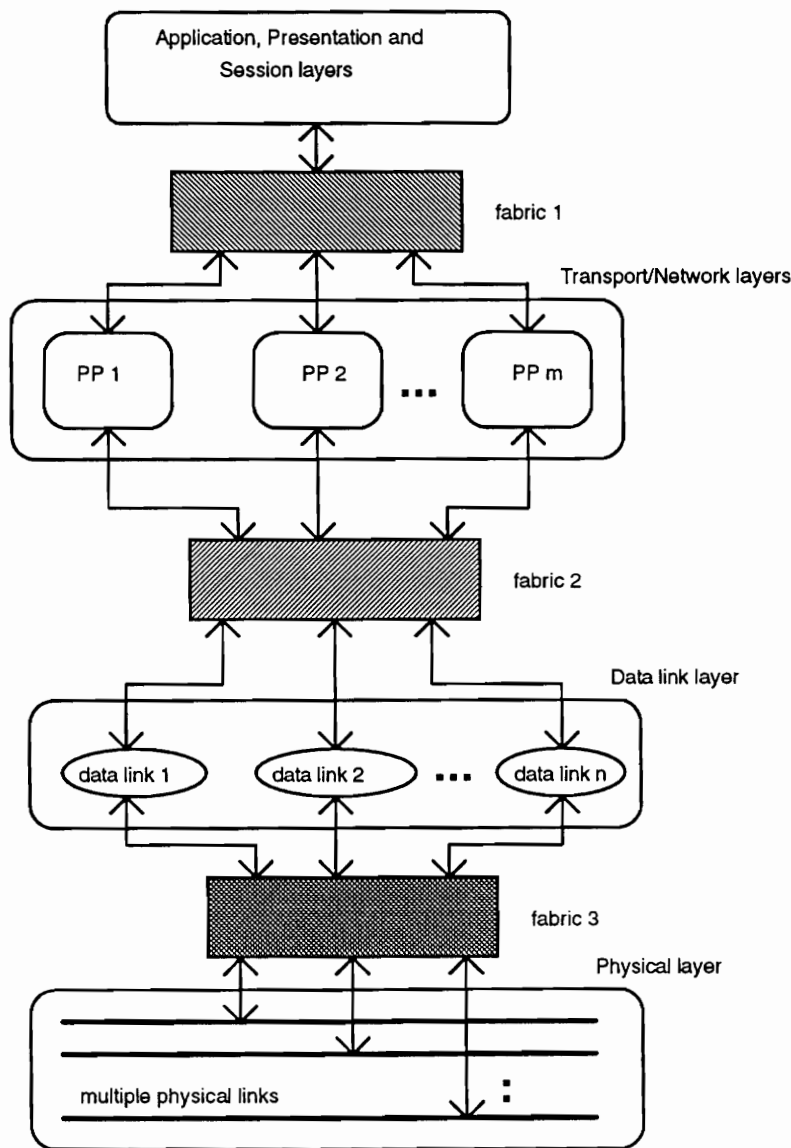 Application, Presentation and
Session layers
fabric 1
Transport/Network layers
PP 1
PP 2
...
PP m
fabric 2
Data link layer
data link 1
data link 2
...
data link n
fabric 3
Physical layer
multiple physical links
: